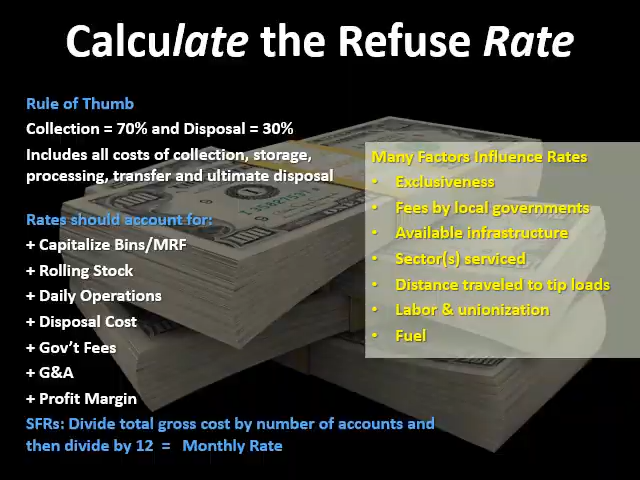 Calculate the Refuse Rate
Rule of Thumb
Collection = 70% and Disposal = 30%
Includes all costs of collection, storage,
processing, transfer and ultimate disposal
Rates should account for:
+ Capitalize Bins/MRF
+ Rolling Stock
+ Daily Operations
+ Disposal Cost
+ Gov’t Fees
+ G&A
+ Profit Margin
SFRs: Divide total gross cost by number of accounts and
then divide by 12 = Monthly Rate
Many Factors Influence Rates
• Exclusiveness
• Fees by local governments
• Available infrastructure
• Sector(s) serviced
• Distance traveled to tip loads
• Labor & unionization
• Fuel